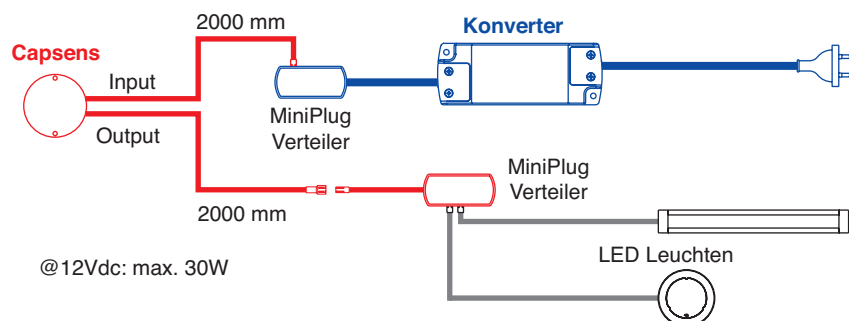 2000 mm
Konverter
Capsens
Input
MiniPlug
Verteiler
Output
MiniPlug
Verteiler
2000 mm
LED Leuchten
@12Vdc: max. 30W